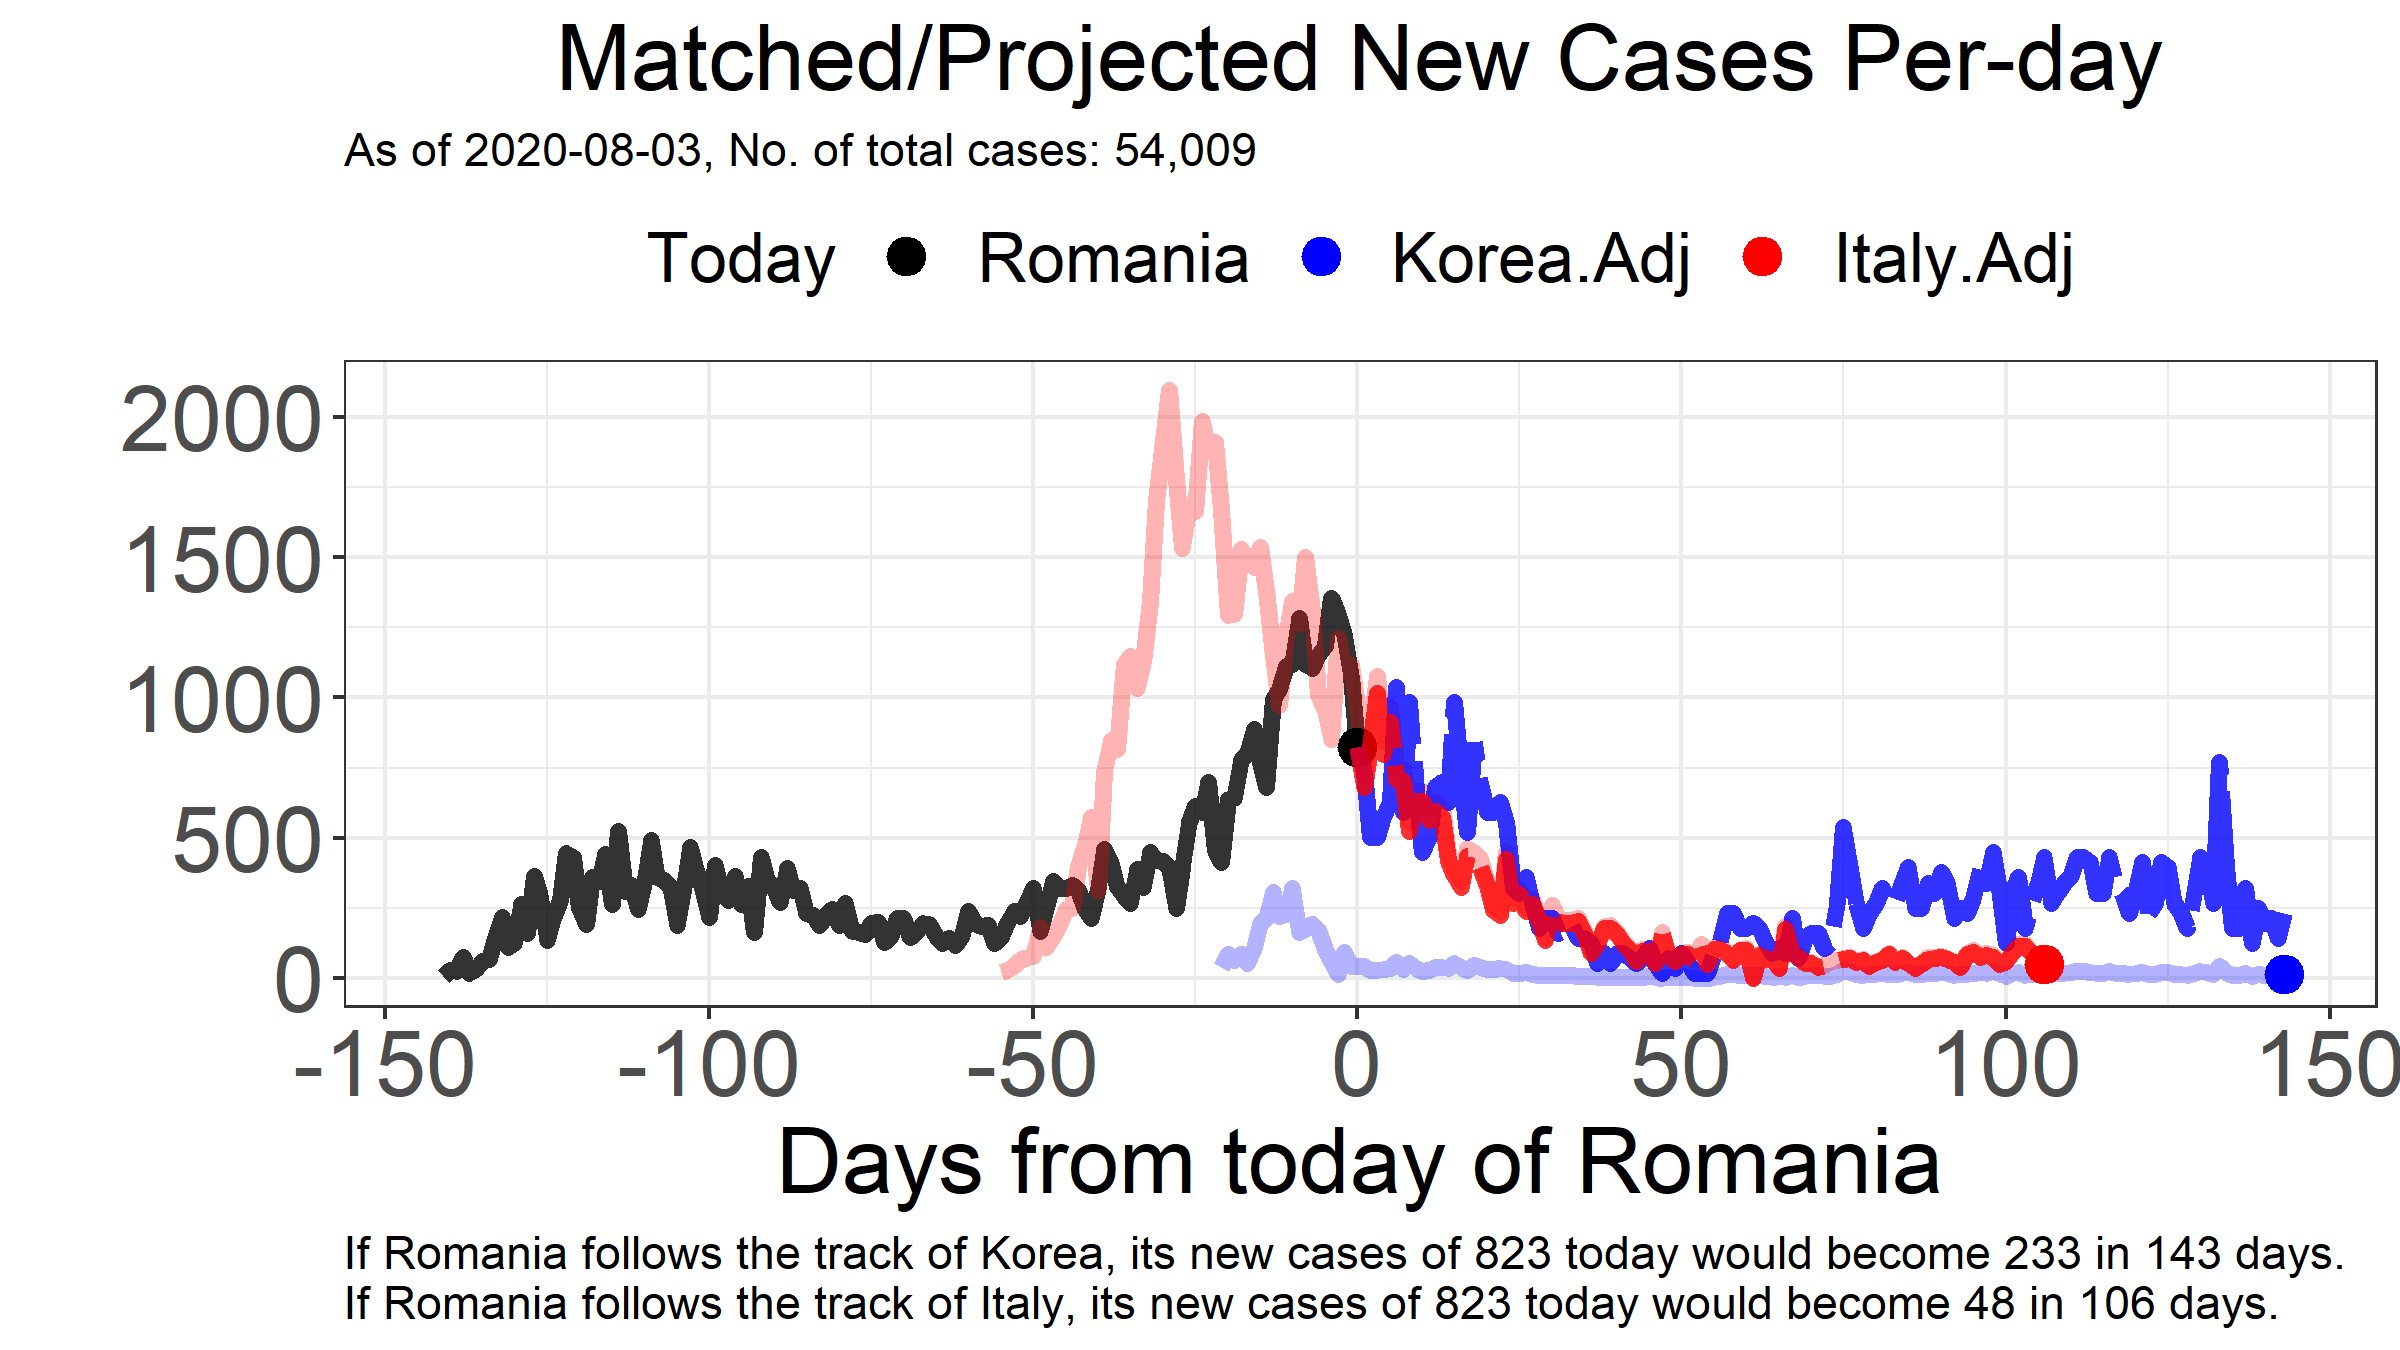 Matched/Projected New Cases Per-day
As of 2020-08-03, No. of total cases: 54,009
Today Romania Korea.Adj Italy.Adj
2000
1500
1000
500
0
-150 -100 -50 0 50 100 150
Days from today of Romania
If Romania follows the track of Korea, its new cases of 823 today would become 233 in 143 days.
If Romania follows the track of Italy, its new cases of 823 today would become 48 in 106 days.